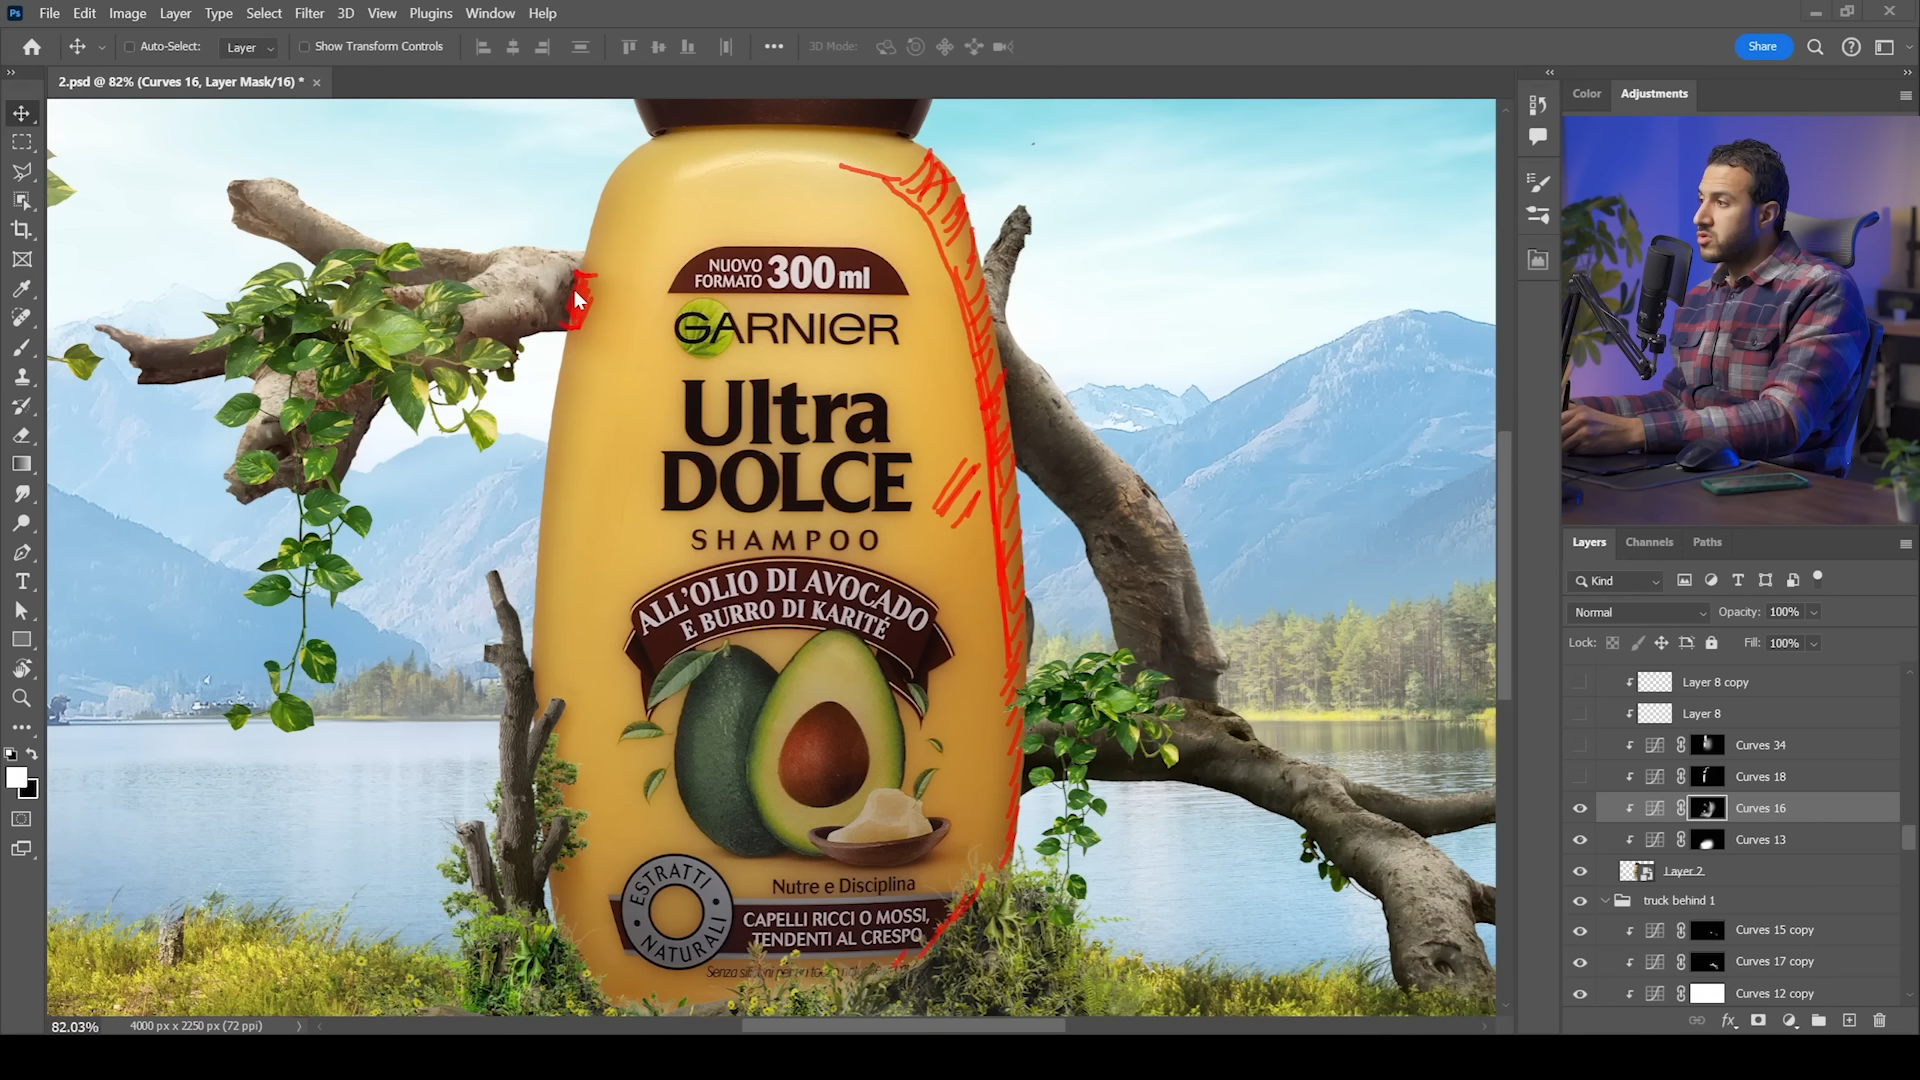 Ps File Edit Image Layer Type Select Filter 3D View Plugins Window Help
Auto-Select: Layer Show Transform Controls 3D Mode: Share
2.psd @ 82% (Curves 16, Layer Mask/16) *
NUOVO
FORMATO 300 ml
GARNIER
Ultra
DOLCE
SHAMPOO
ALL'OLIO DI AVOCADO
E BURRO DI KARITÉ
ESTRATTI
NATURALI
Nutre e Disciplina
CAPELLI RICCI O MOSSI,
TENDENTI AL CRESPO
Color Adjustments
Layers Channels Paths
Kind
Normal Opacity: 100%
Lock: Fill: 100%
Layer 8 copy
Layer 8
Curves 34
Curves 18
Curves 16
Curves 13
Layer 2
truck behind 1
Curves 15 copy
Curves 17 copy
Curves 12 copy
fx
82.03% 4000 px x 2250 px (72 ppi)